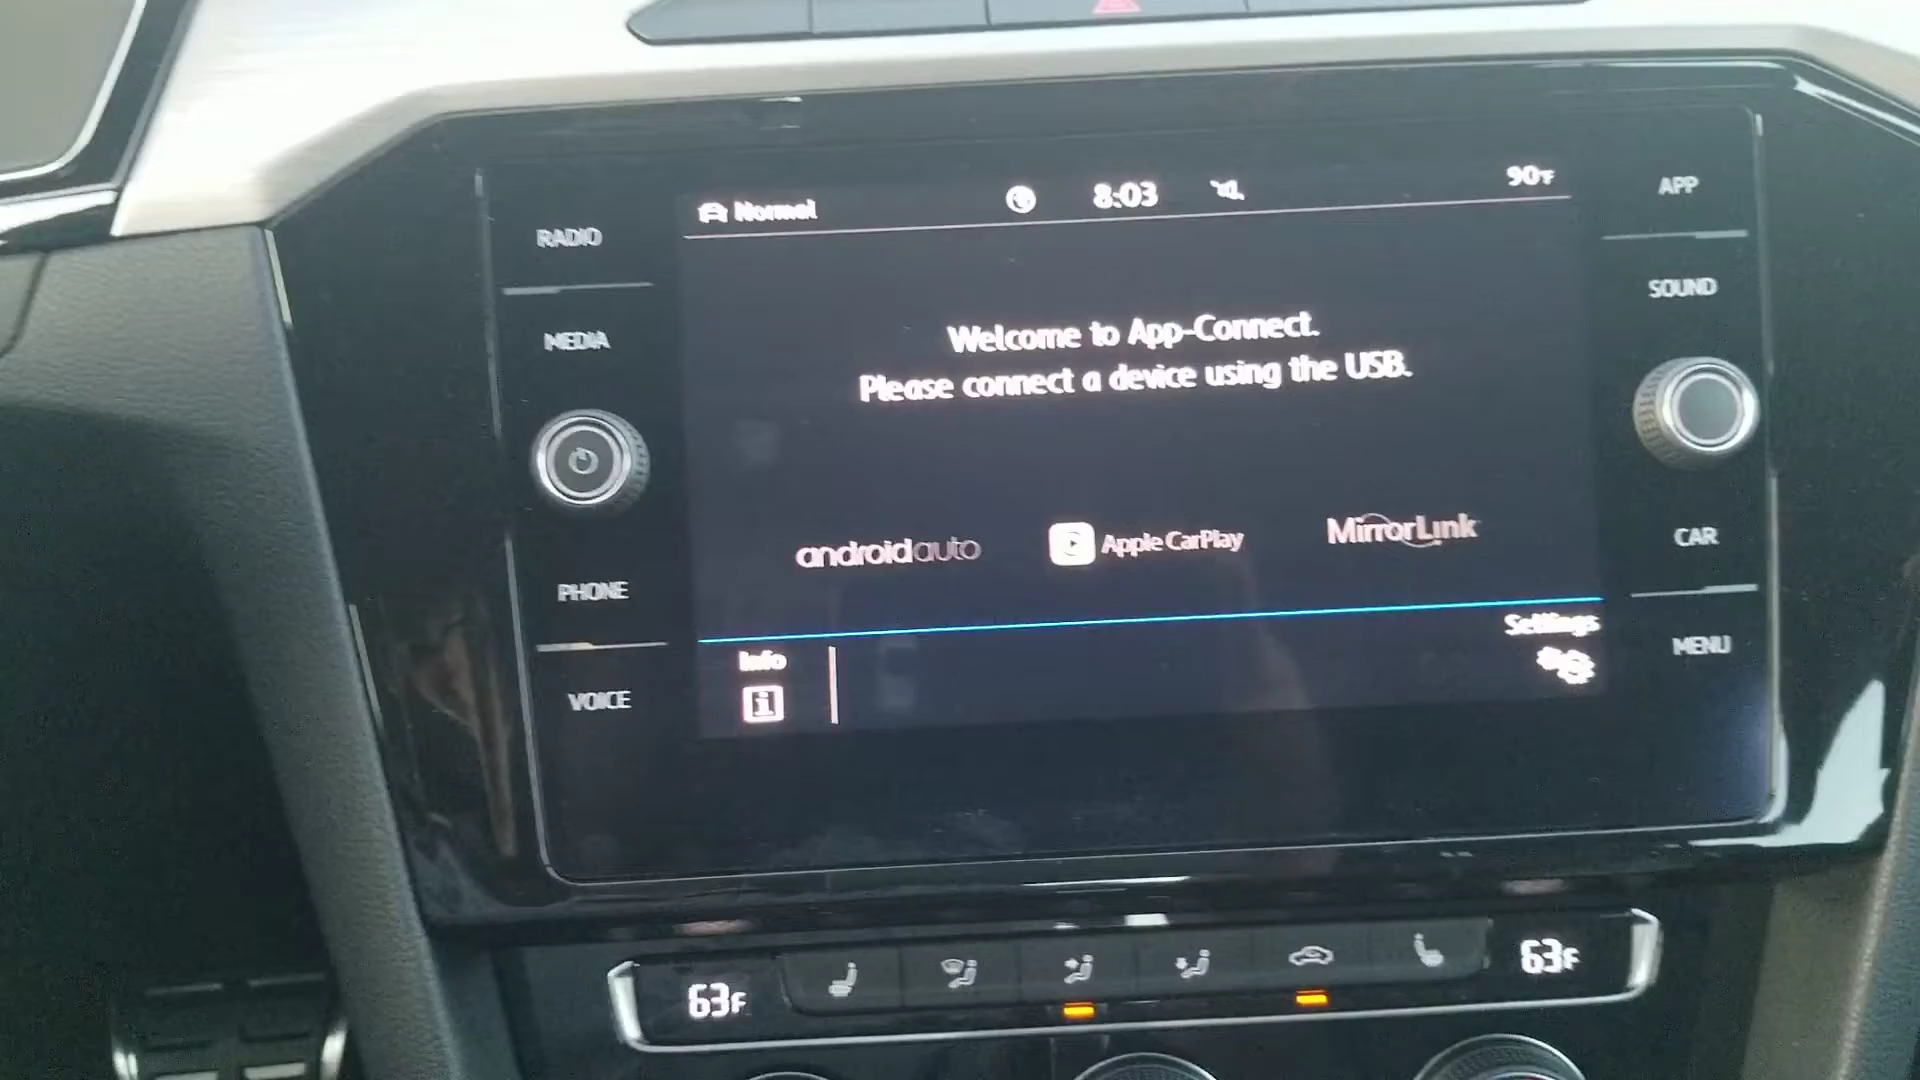 Normal
8:03
90°F
RADIO
MEDIA
PHONE
VOICE
Welcome to App-Connect.
Please connect a device using the USB.
androidauto
Apple CarPlay
MirrorLink
Info
Settings
APP
SOUND
CAR
MENU
63F
63F